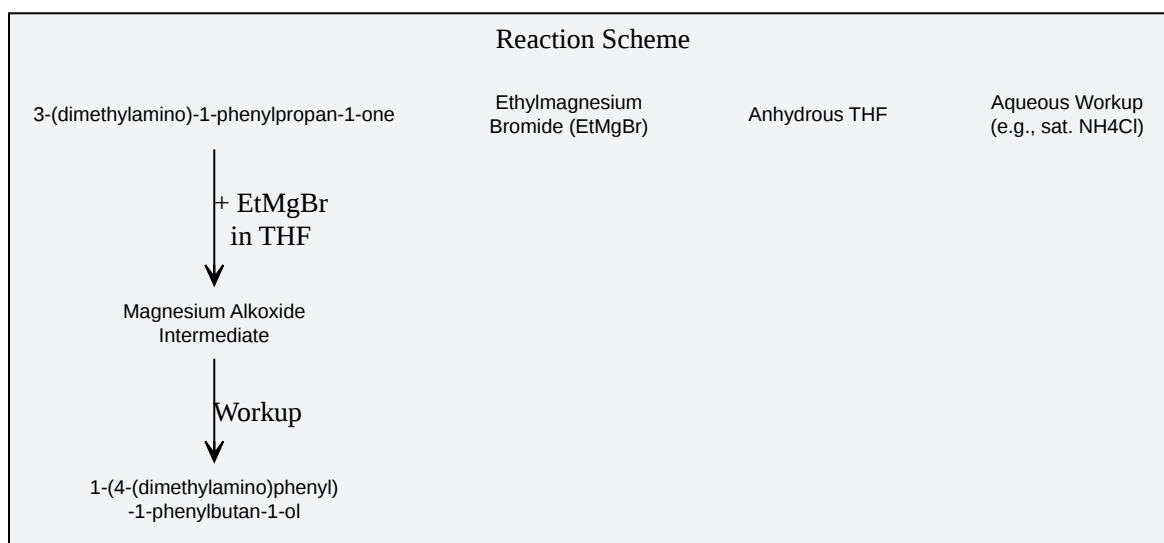 Reaction Scheme
3-(dimethylamino)-1-phenylpropan-1-one
Ethylmagnesium
Bromide (EtMgBr)
Anhydrous THF
Aqueous Workup
(e.g., sat. NH4Cl)
+ EtMgBr
in THF
Magnesium Alkoxide
Intermediate
Workup
1-(4-(dimethylamino)phenyl)
-1-phenylbutan-1-ol